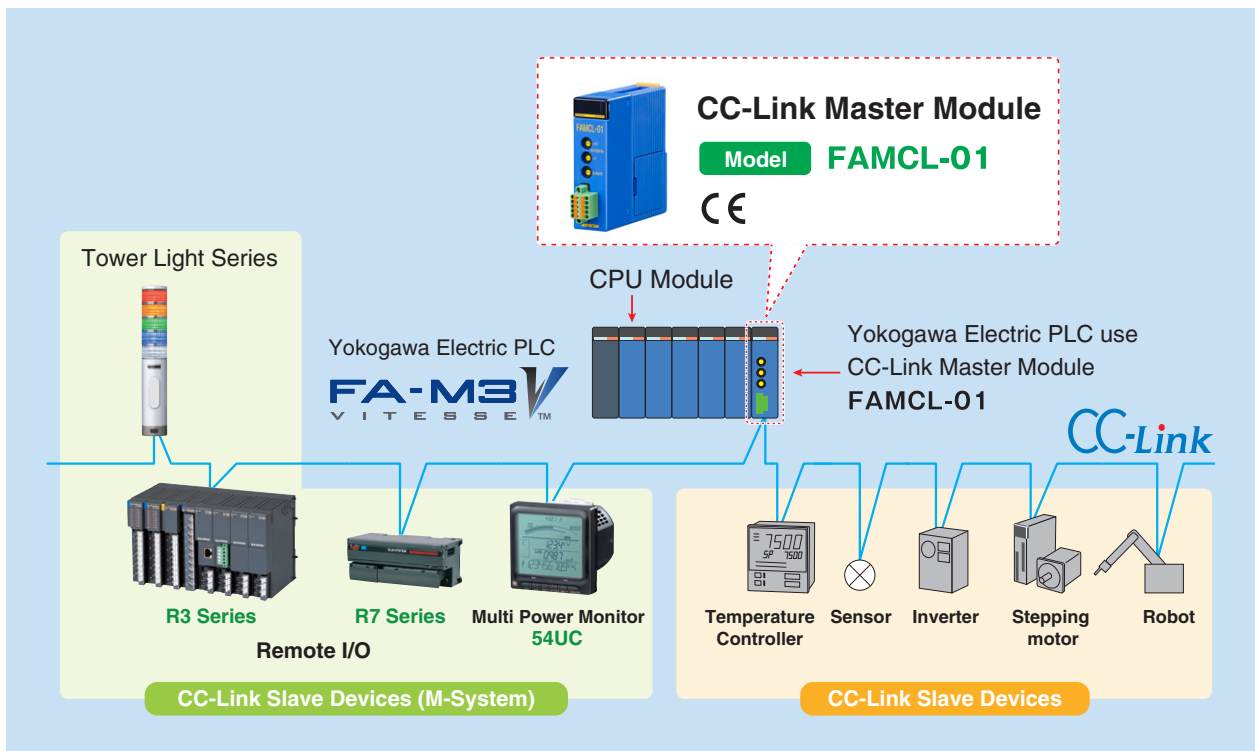 CC-Link Master Module
Model FAMCL-01
CE
FAMCL-01
Tower Light Series
CPU Module
Yokogawa Electric PLC
FA-M3 V
VITESSE™
Yokogawa Electric PLC use
CC-Link Master Module
FAMCL-01
CC-Link
7500
SP 7500
R3 Series
R7 Series
Multi Power Monitor
54UC
Remote I/O
CC-Link Slave Devices (M-System)
Temperature
Controller
Sensor
Inverter
Stepping
motor
Robot
CC-Link Slave Devices